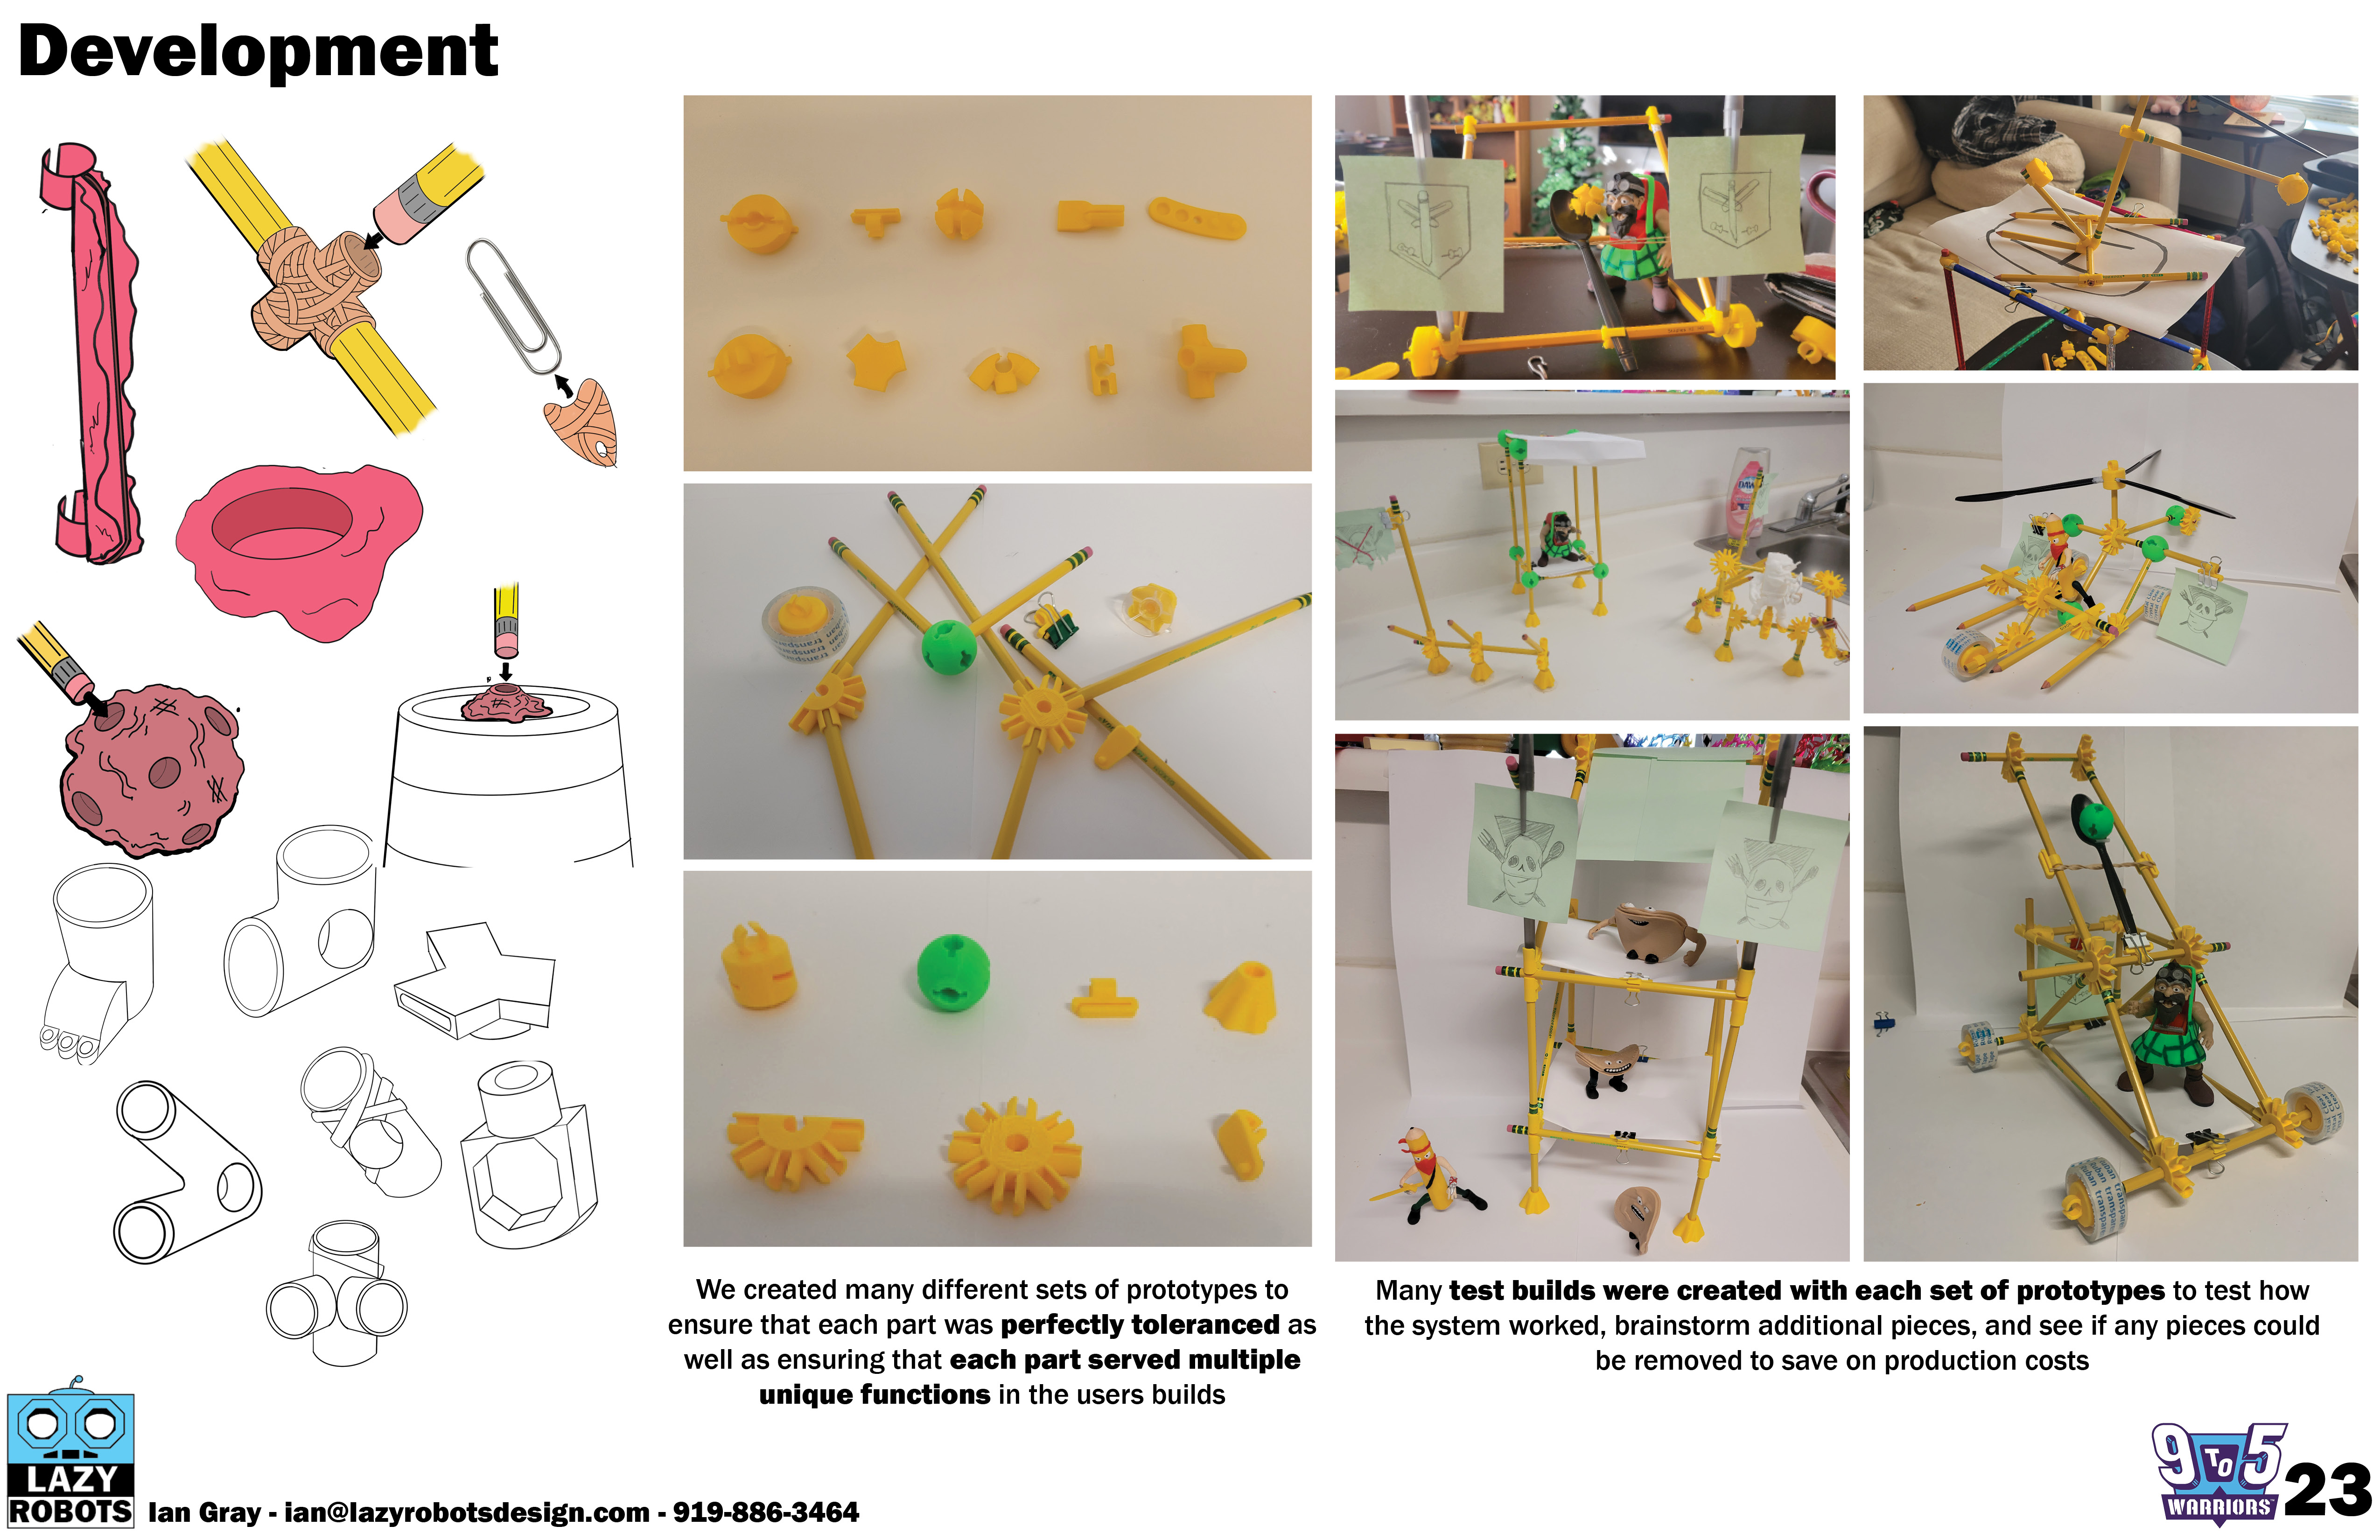 Development
We created many different sets of prototypes to
ensure that each part was perfectly toleranced as
well as ensuring that each part served multiple
unique functions in the users builds
Many test builds were created with each set of prototypes to test how
the system worked, brainstorm additional pieces, and see if any pieces could
be removed to save on production costs
LAZY
ROBOTS
Ian Gray - ian@lazyrobotsdesign.com - 919-886-3464
9 TO 5
WARRIORS
23